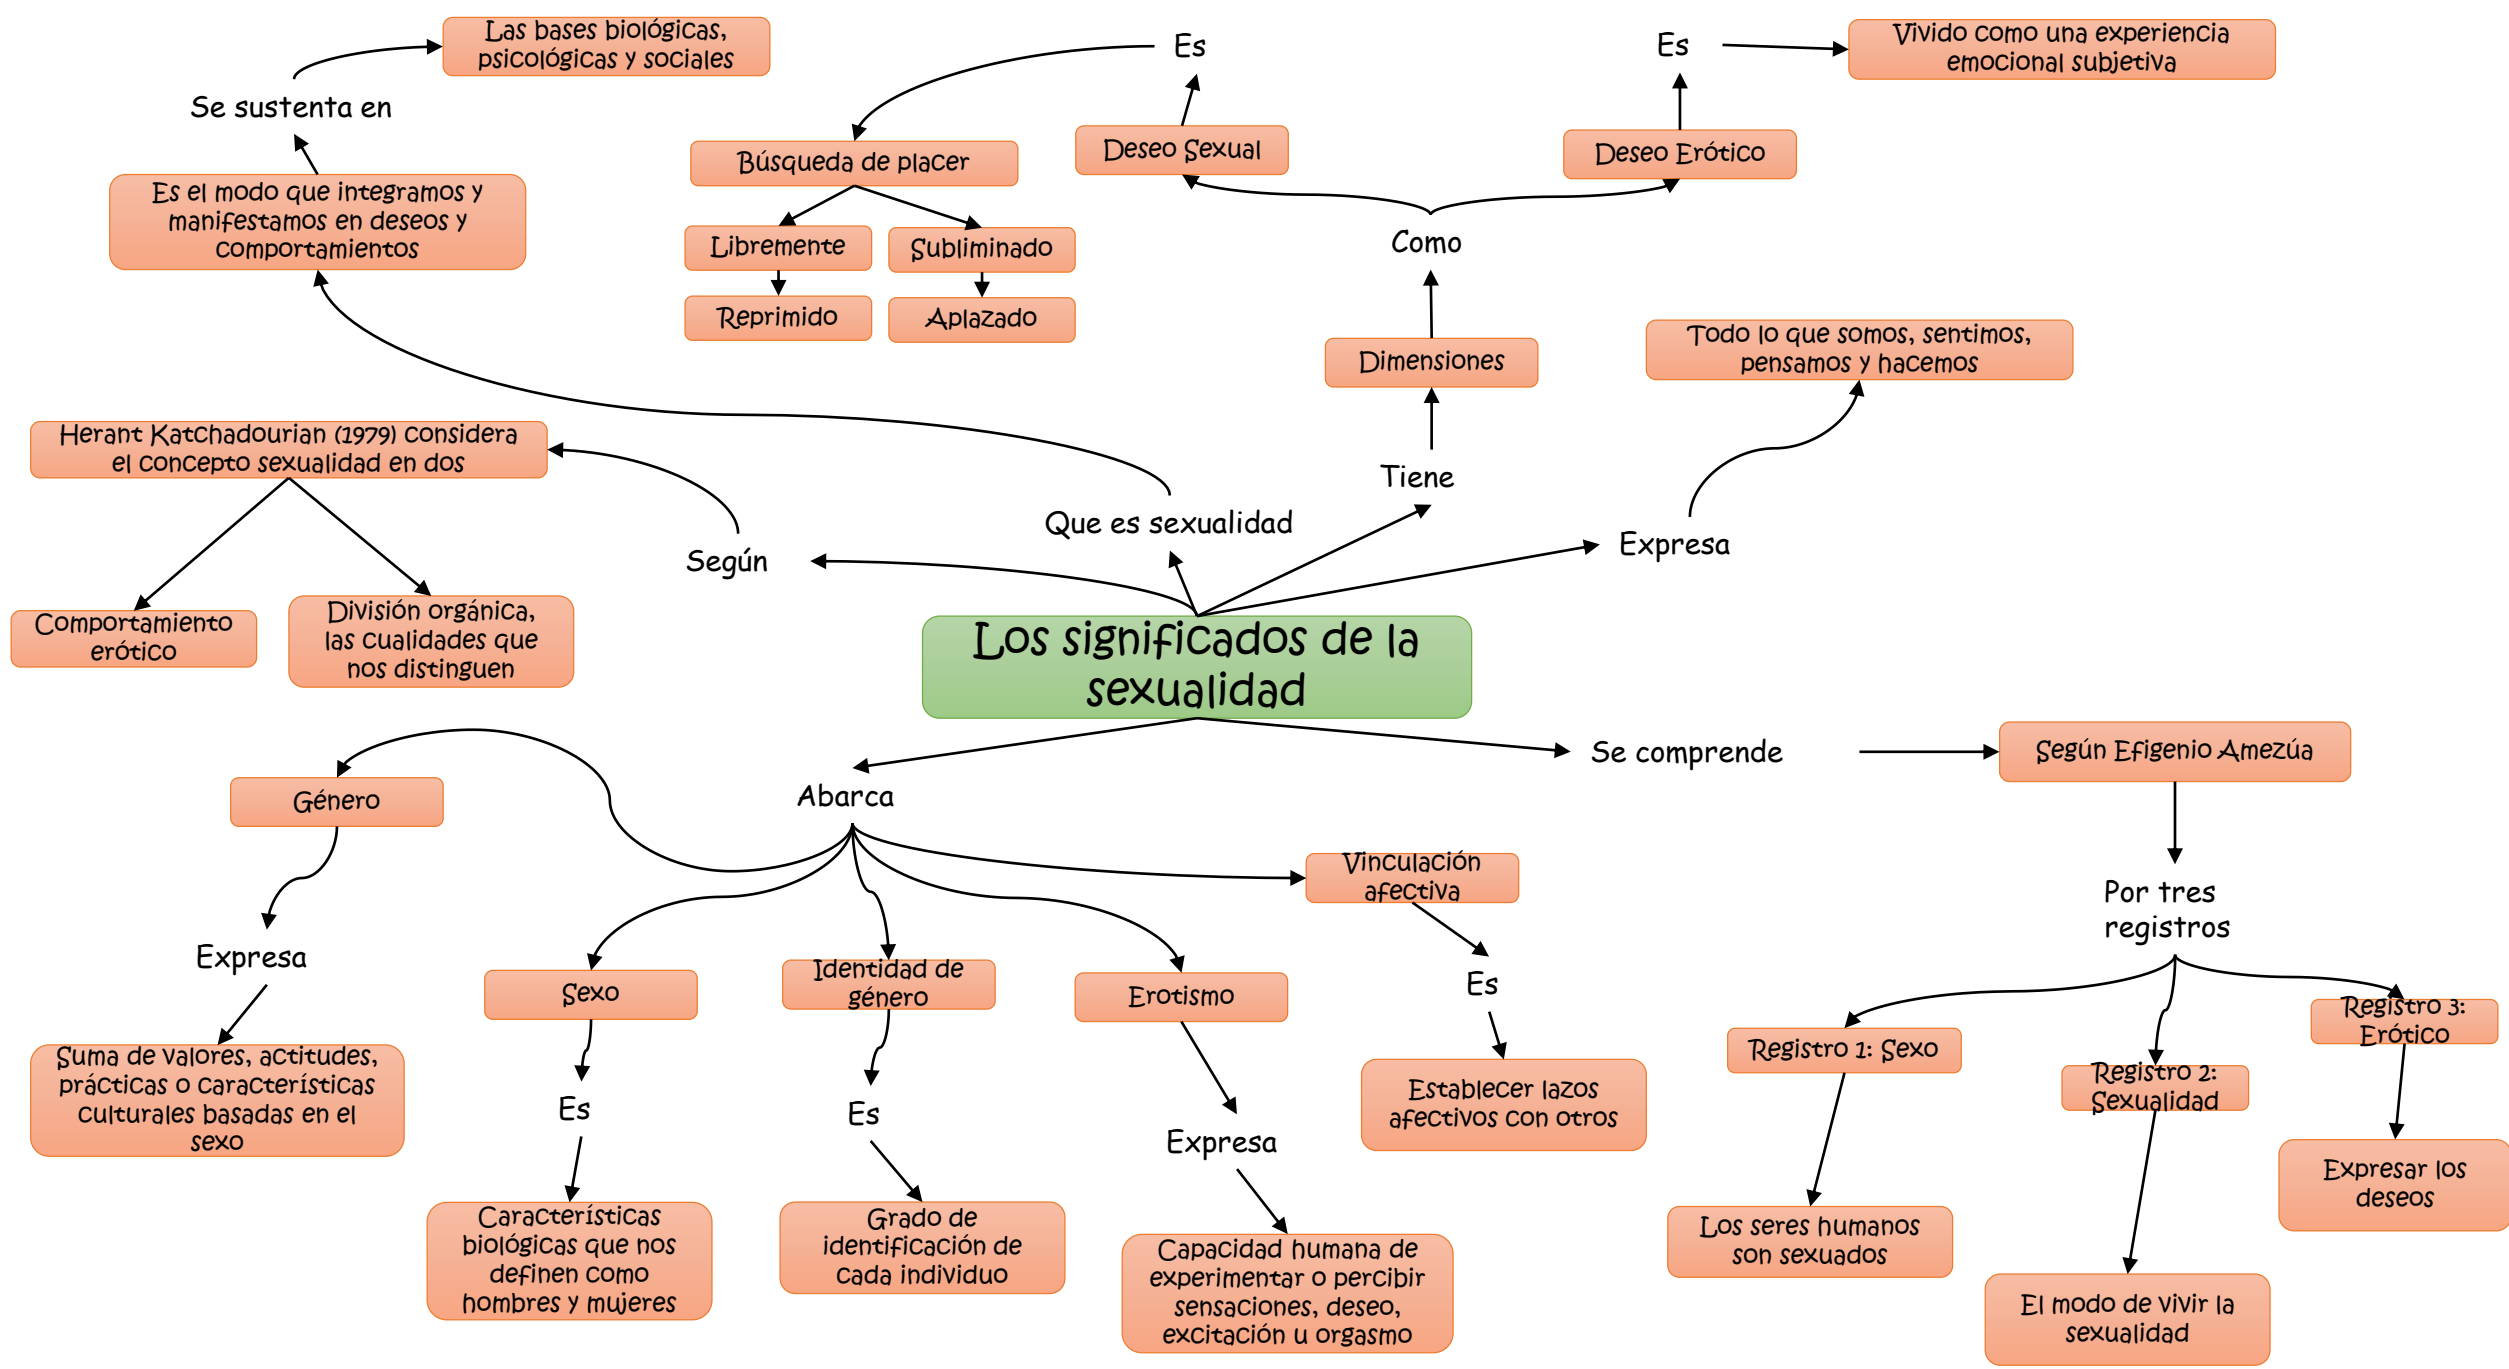 Las bases biológicas,
psicológicas y sociales
Se sustenta en
Es el modo que integramos y
manifestamos en deseos y
comportamientos
Es
Búsqueda de placer
Libremente
Subliminado
Reprimido
Aplazado
Deseo Sexual
Es
Vivido como una experiencia
emocional subjetiva
Deseo Erótico
Como
Dimensiones
Tiene
Todo lo que somos, sentimos,
pensamos y hacemos
Expresa
Que es sexualidad
Según
Herant Katchadourian (1979) considera
el concepto sexualidad en dos
Comportamiento
erótico
División orgánica,
las cualidades que
nos distinguen
Los significados de la
sexualidad
Abarca
Género
Expresa
Suma de valores, actitudes,
prácticas o características
culturales basadas en el
sexo
Sexo
Es
Características
biológicas que nos
definen como
hombres y mujeres
Identidad de
género
Es
Grado de
identificación de
cada individuo
Erotismo
Expresa
Capacidad humana de
experimentar o percibir
sensaciones, deseo,
excitación u orgasmo
Vinculación
afectiva
Es
Establecer lazos
afectivos con otros
Se comprende
Según Efigenio Amezúa
Por tres
registros
Registro 1: Sexo
Los seres humanos
son sexuados
Registro 2:
Sexualidad
El modo de vivir la
sexualidad
Registro 3:
Erótico
Expresar los
deseos